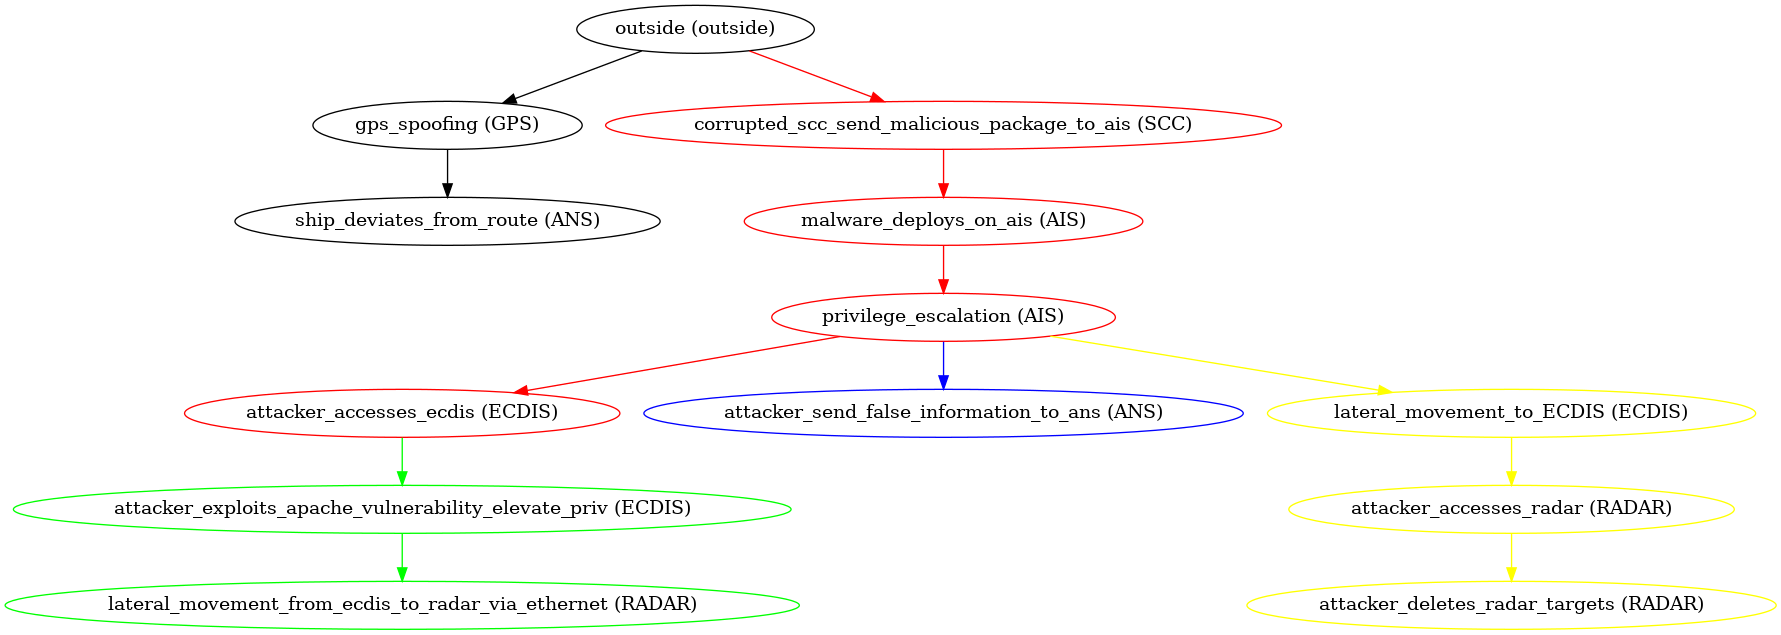 outside (outside)
gps_spoofing (GPS)
corrupted_scc_send_malicious_package_to_ais (SCC)
ship_deviates_from_route (ANS)
malware_deploys_on_ais (AIS)
privilege_escalation (AIS)
attacker_accesses_ecdis (ECDIS)
attacker_send_false_information_to_ans (ANS)
lateral_movement_to_ECDIS (ECDIS)
attacker_exploits_apache_vulnerability_elevate_priv (ECDIS)
attacker_accesses_radar (RADAR)
lateral_movement_from_ecdis_to_radar_via_ethernet (RADAR)
attacker_deletes_radar_targets (RADAR)